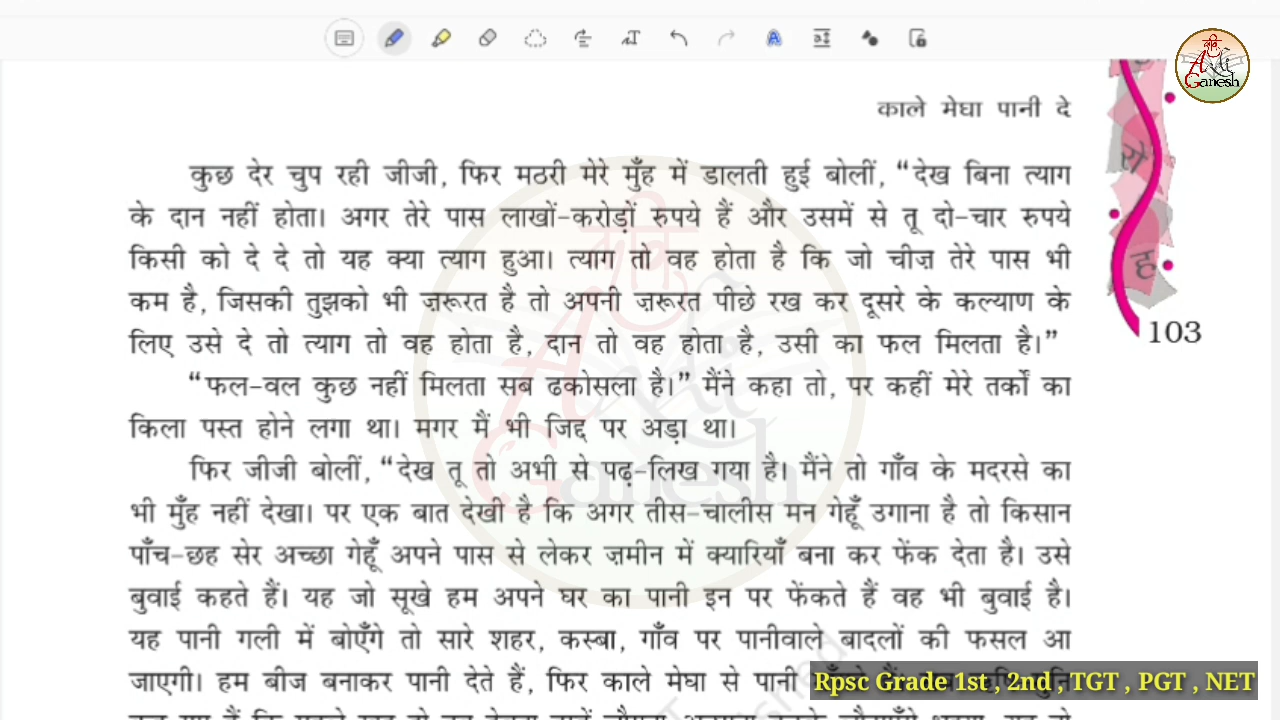 काले मेघा पानी दे
कुछ देर चुप रही जीजी, फिर मठरी मेरे मुँह में डालती हुई बोलीं, “देख बिना त्याग
के दान नहीं होता। अगर तेरे पास लाखों-करोड़ों रुपये हैं और उसमें से तू दो-चार रुपये
किसी को दे दे तो यह क्या त्याग हुआ। त्याग तो वह होता है कि जो चीज़ तेरे पास भी
कम है, जिसकी तुझको भी ज़रूरत है तो अपनी ज़रूरत पीछे रख कर दूसरे के कल्याण के
लिए उसे दे तो त्याग तो वह होता है, दान तो वह होता है, उसी का फल मिलता है।”
“फल-वल कुछ नहीं मिलता सब ढकोसला है।” मैंने कहा तो, पर कहीं मेरे तर्कों का
किला पस्त होने लगा था। मगर मैं भी जिद्द पर अड़ा था।
फिर जीजी बोलीं, “देख तू तो अभी से पढ़-लिख गया है। मैंने तो गाँव के मदरसे का
भी मुँह नहीं देखा। पर एक बात देखी है कि अगर तीस-चालीस मन गेहूँ उगाना है तो किसान
पाँच-छह सेर अच्छा गेहूँ अपने पास से लेकर ज़मीन में क्यारियाँ बना कर फेंक देता है। उसे
बुवाई कहते हैं। यह जो सूखे हम अपने घर का पानी इन पर फेंकते हैं वह भी बुवाई है।
यह पानी गली में बोएँगे तो सारे शहर, कस्बा, गाँव पर पानीवाले बादलों की फसल आ
जाएगी। हम बीज बनाकर पानी देते हैं, फिर काले मेघा से पानी
103
Arti
Ganesh
Rpsc Grade 1st , 2nd , TGT , PGT , NET